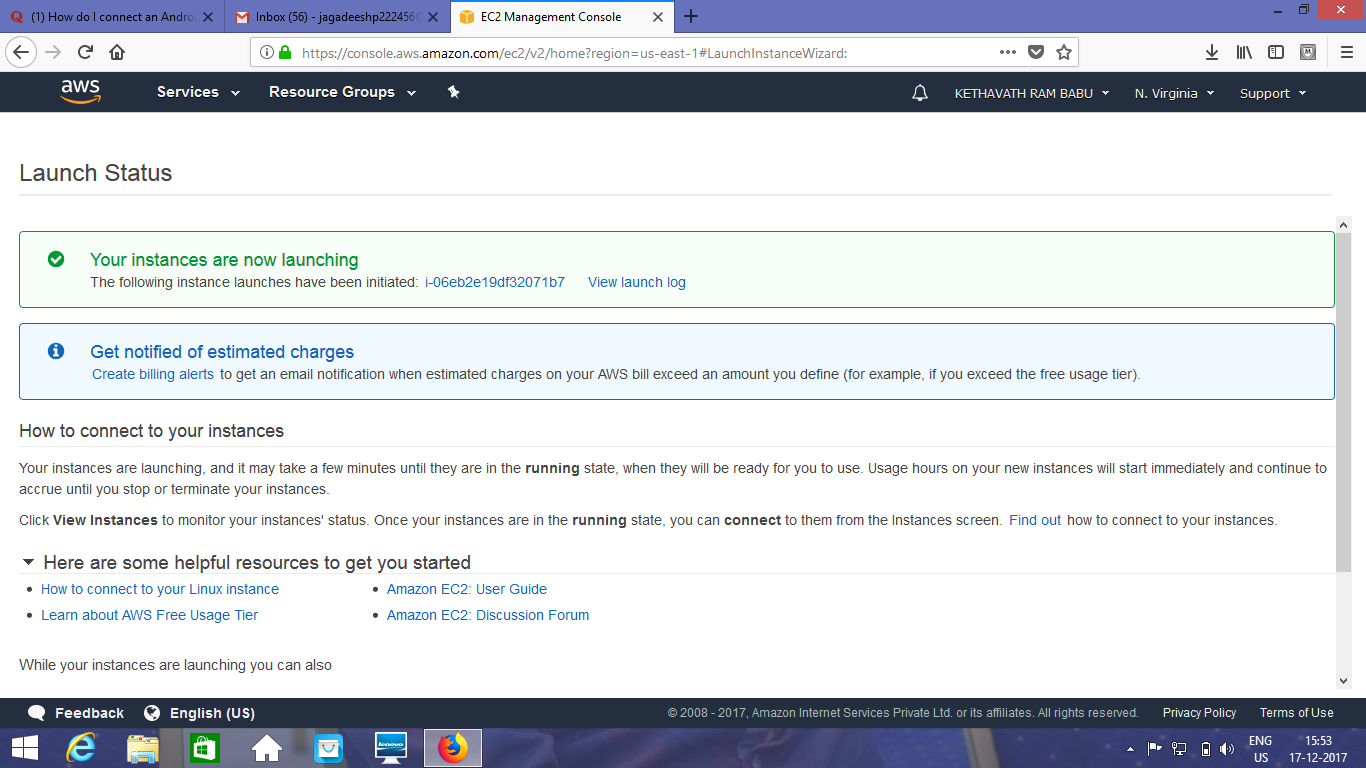 (1) How do I connect an Andro
Inbox (56) - jagadeeshp222456@
EC2 Management Console
https://console.aws.amazon.com/ec2/v2/home?region=us-east-1#LaunchInstanceWizard:
aws
Services
Resource Groups
KETHAVATH RAM BABU
N. Virginia
Support
Launch Status
Your instances are now launching
The following instance launches have been initiated: i-06eb2e19df32071b7 View launch log
Get notified of estimated charges
Create billing alerts to get an email notification when estimated charges on your AWS bill exceed an amount you define (for example, if you exceed the free usage tier).
How to connect to your instances
Your instances are launching, and it may take a few minutes until they are in the running state, when they will be ready for you to use. Usage hours on your new instances will start immediately and continue to
accrue until you stop or terminate your instances.
Click View Instances to monitor your instances' status. Once your instances are in the running state, you can connect to them from the Instances screen. Find out how to connect to your instances.
Here are some helpful resources to get you started
• How to connect to your Linux instance
• Amazon EC2: User Guide
• Learn about AWS Free Usage Tier
• Amazon EC2: Discussion Forum
While your instances are launching you can also
Feedback
English (US)
© 2008 - 2017, Amazon Internet Services Private Ltd. or its affiliates. All rights reserved.
Privacy Policy
Terms of Use
lenovo
ENG
US
15:53
17-12-2017